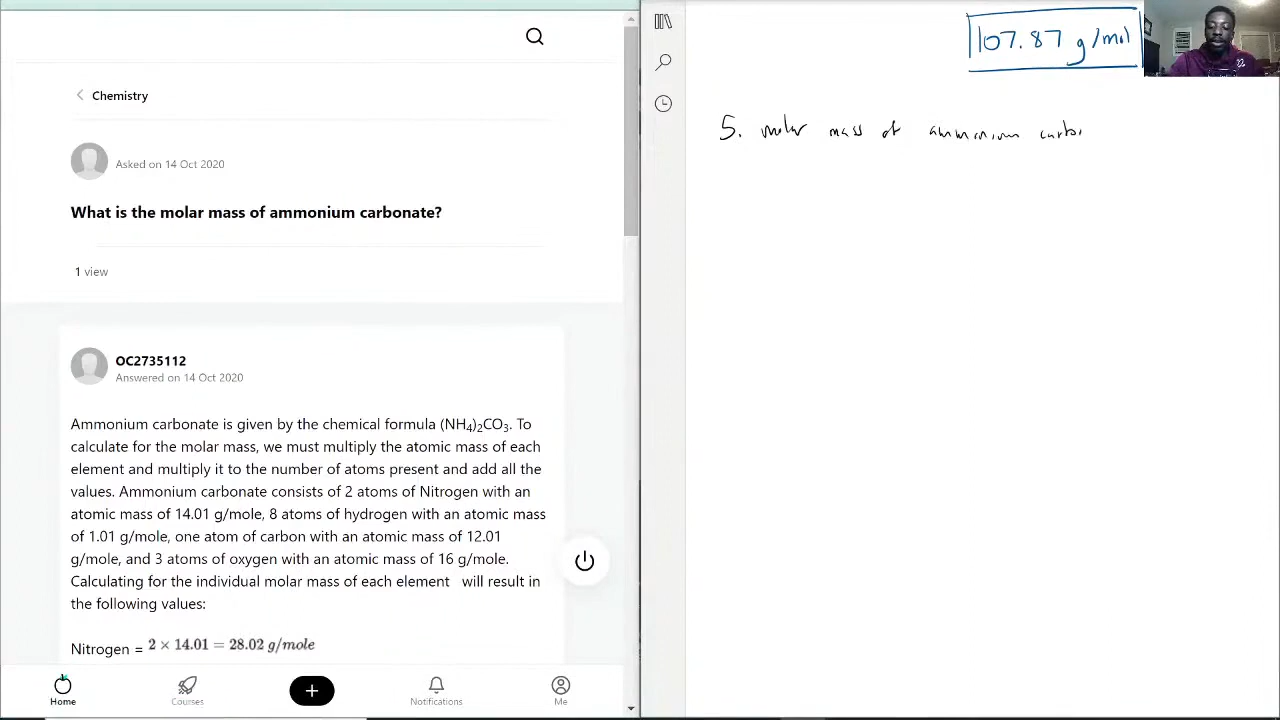 Chemistry
Asked on 14 Oct 2020
What is the molar mass of ammonium carbonate?
1 view
OC2735112
Answered on 14 Oct 2020
Ammonium carbonate is given by the chemical formula (NH₄)₂CO₃. To
calculate for the molar mass, we must multiply the atomic mass of each
element and multiply it to the number of atoms present and add all the
values. Ammonium carbonate consists of 2 atoms of Nitrogen with an
atomic mass of 14.01 g/mole, 8 atoms of hydrogen with an atomic mass
of 1.01 g/mole, one atom of carbon with an atomic mass of 12.01
g/mole, and 3 atoms of oxygen with an atomic mass of 16 g/mole.
Calculating for the individual molar mass of each element will result in
the following values:
Nitrogen = 2 × 14.01 = 28.02 g/mole
Home
Courses
Notifications
Me
107.87 g/mol
5. molar mass of ammonium carbo